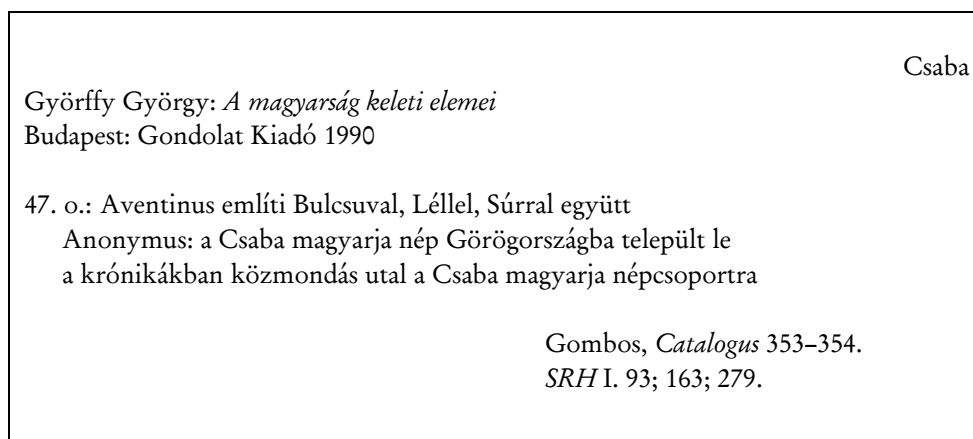 Csaba
Györffy György: A magyarság keleti elemei
Budapest: Gondolat Kiadó 1990
47. o.: Aventinus említi Bulcsuval, Léllel, Súrral együtt
Anonymus: a Csaba magyarja nép Görögországba települt le
a krónikákban közmondás utal a Csaba magyarja népcsoportra
Gombos, Catalogus 353–354.
SRH I. 93; 163; 279.